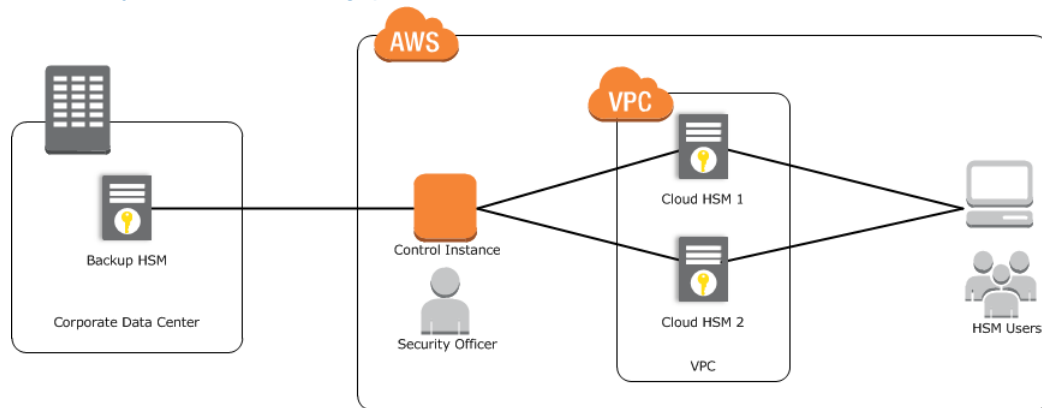 AWS
VPC
Cloud HSM 1
Backup HSM
Control Instance
Corporate Data Center
Security Officer
Cloud HSM 2
HSM Users
VPC